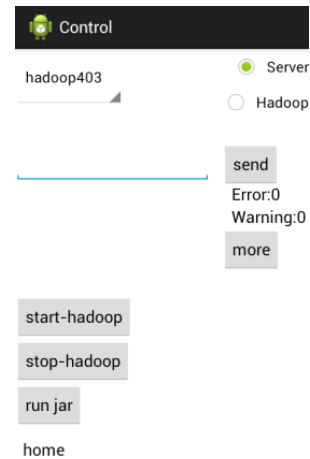 Control
hadoop403
Server
Hadoop
send
Error:0
Warning:0
more
start-hadoop
stop-hadoop
run jar
home